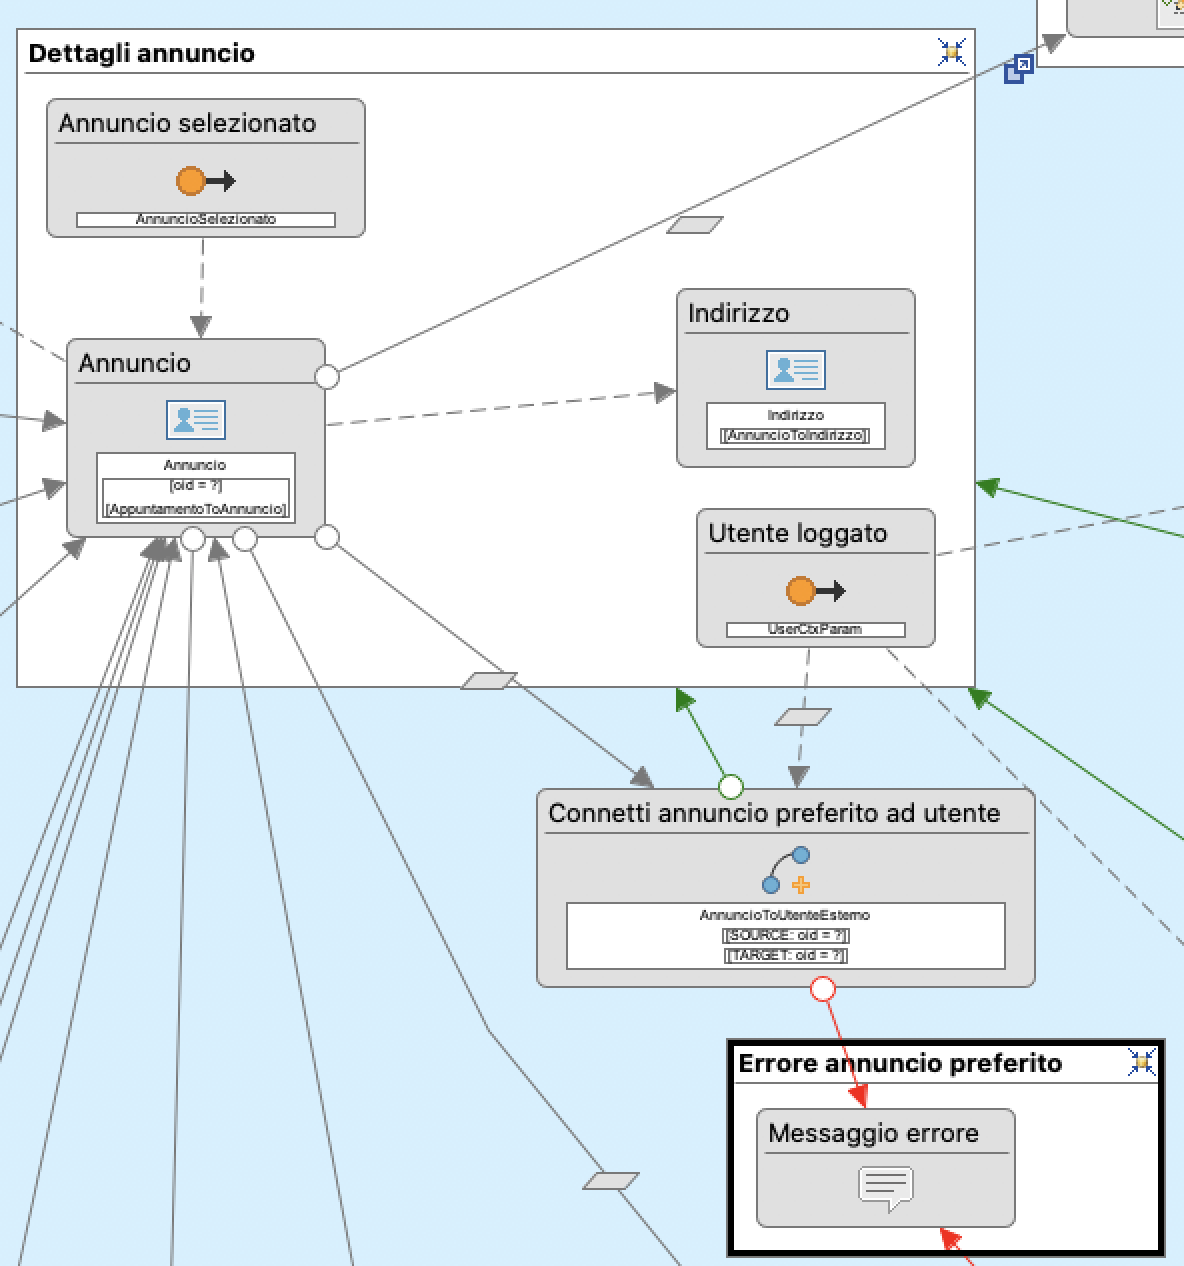 Dettagli annuncio
Annuncio selezionato
AnnuncioSelezionato
Annuncio
Annuncio
[oid = ?]
[AppuntamentoToAnnuncio]
Indirizzo
Indirizzo
[AnnuncioToIndirizzo]
Utente loggato
UserCtxParam
Connetti annuncio preferito ad utente
AnnuncioToUtenteEsterno
[SOURCE: oid = ?]
[TARGET: oid = ?]
Errore annuncio preferito
Messaggio errore